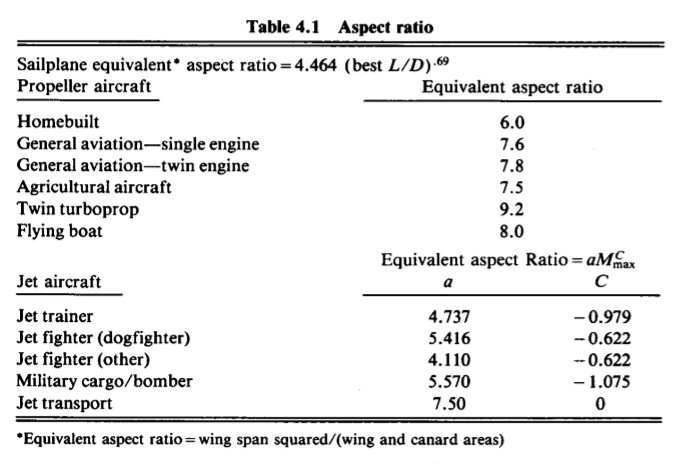 Table 4.1 Aspect ratio
Sailplane equivalent* aspect ratio = 4.464 (best L/D)·⁶⁹
Propeller aircraft Equivalent aspect ratio
Homebuilt 6.0
General aviation—single engine 7.6
General aviation—twin engine 7.8
Agricultural aircraft 7.5
Twin turboprop 9.2
Flying boat 8.0
Equivalent aspect Ratio = aM^C_max
Jet aircraft a C
Jet trainer 4.737 −0.979
Jet fighter (dogfighter) 5.416 −0.622
Jet fighter (other) 4.110 −0.622
Military cargo/bomber 5.570 −1.075
Jet transport 7.50 0
*Equivalent aspect ratio = wing span squared/(wing and canard areas)